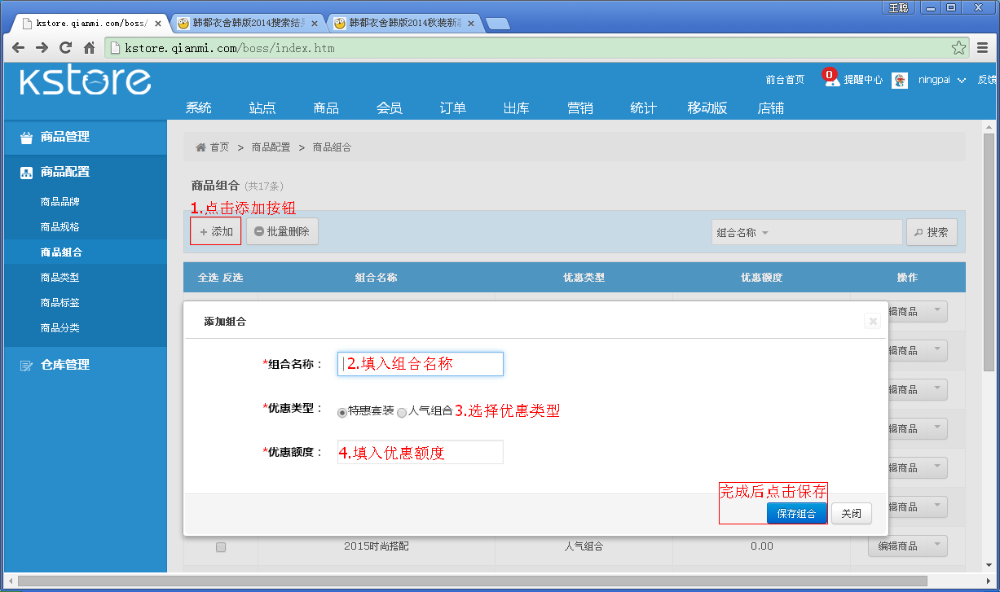 王聪
kstore.qianmi.com/boss/
韩都衣舍韩版2014搜索结果
韩都衣舍韩版2014秋装新款
kstore.qianmi.com/boss/index.htm
kstore
前台首页 0 提醒中心 ningpai 反馈
系统 站点 商品 会员 订单 出库 营销 统计 移动版 店铺
商品管理
商品配置
商品品牌
商品规格
商品组合
商品类型
商品标签
商品分类
仓库管理
首页 > 商品配置 > 商品组合
商品组合 (共17条)
1.点击添加按钮
+ 添加 批量删除 组合名称 搜索
全选 反选 组合名称 优惠类型 优惠额度 操作
添加组合
辑商品
辑商品
*组合名称： 2.填入组合名称
辑商品
*优惠类型： 特惠套装 人气组合 3.选择优惠类型
辑商品
*优惠额度： 4.填入优惠额度
辑商品
完成后点击保存
辑商品
保存组合 关闭
2015时尚搭配 人气组合 0.00 编辑商品